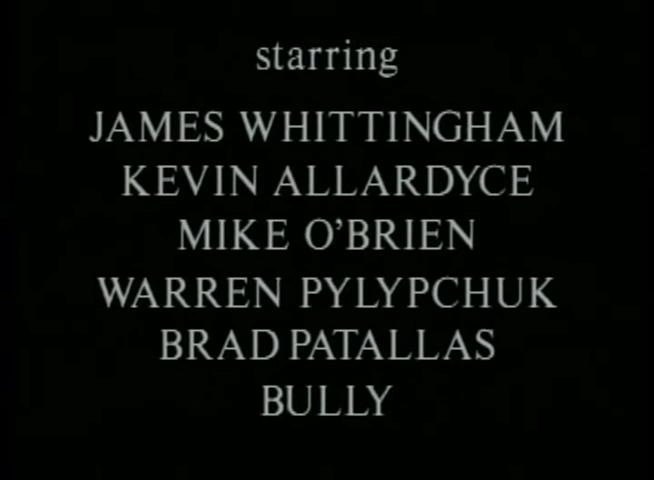 starring
JAMES WHITTINGHAM
KEVIN ALLARDYCE
MIKE O'BRIEN
WARREN PYLYPCHUK
BRAD PATALLAS
BULLY